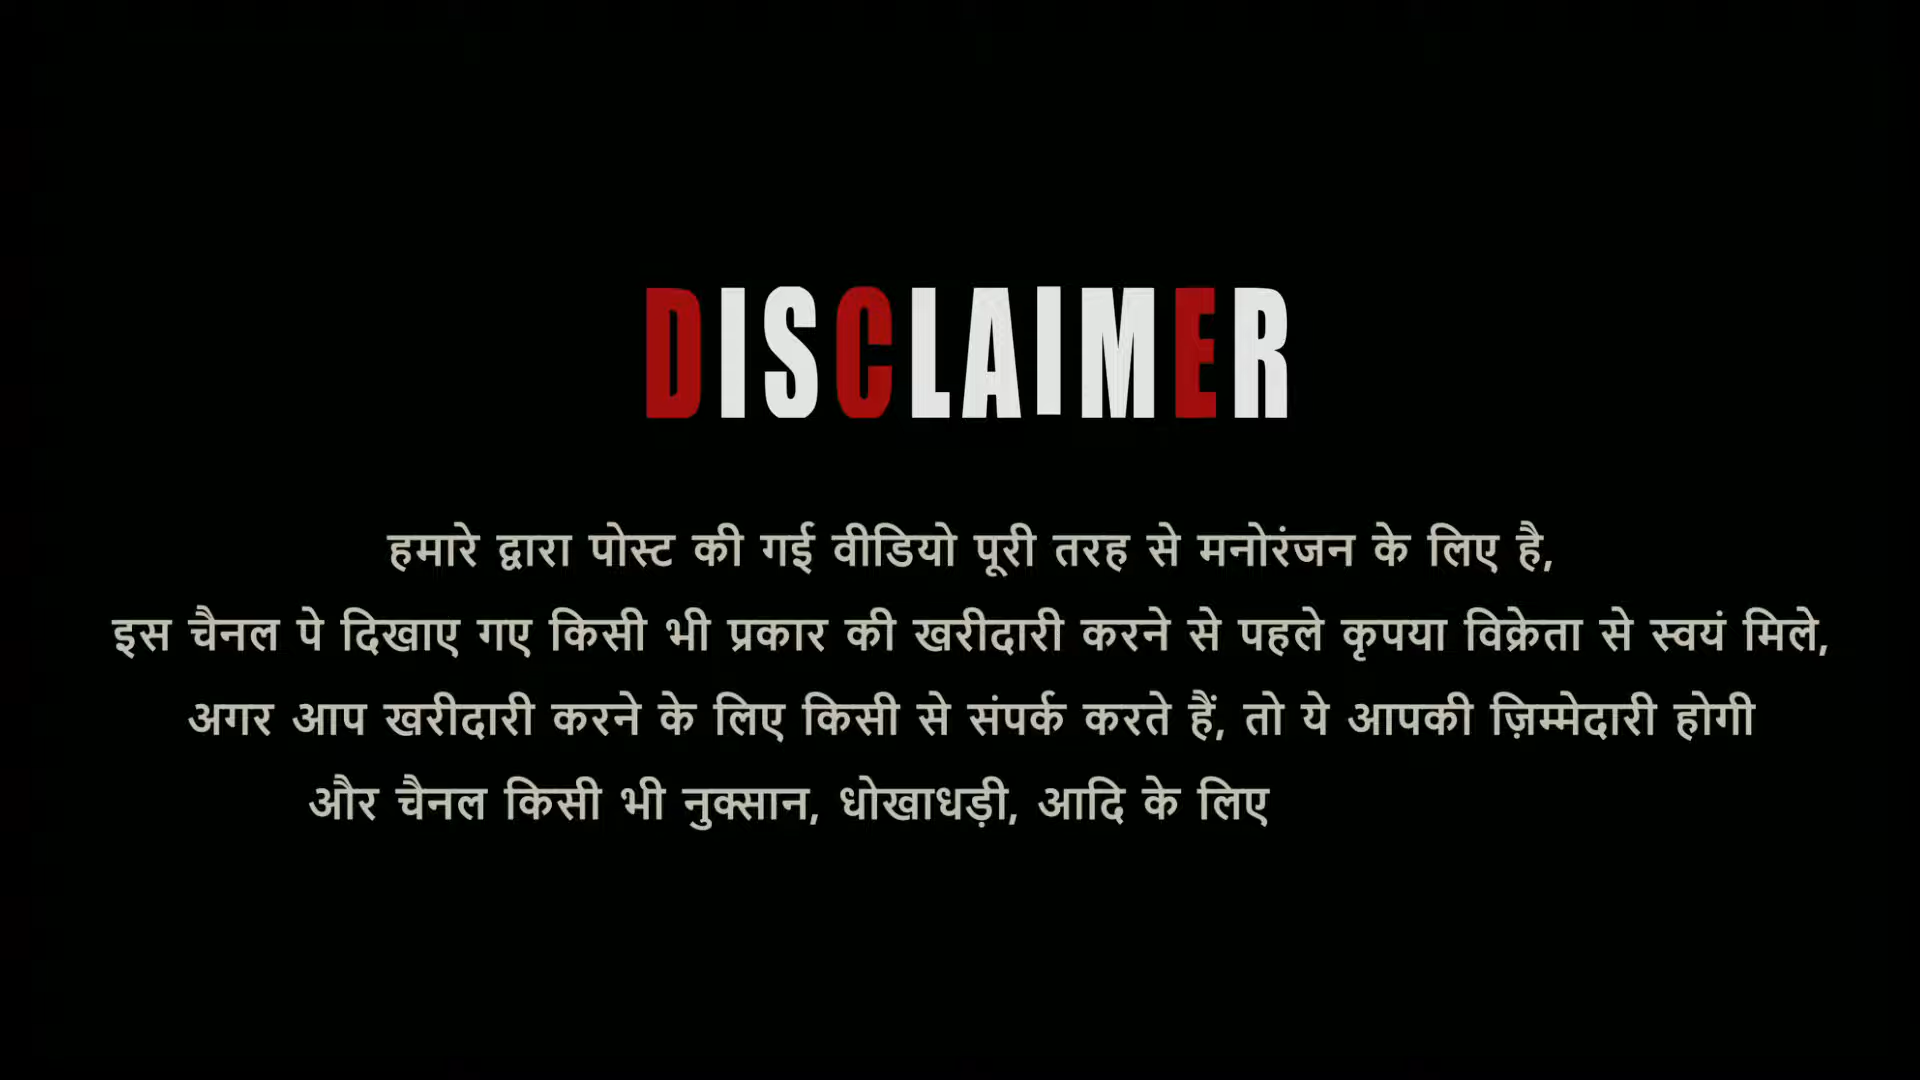 DISCLAIMER
हमारे द्वारा पोस्ट की गई वीडियो पूरी तरह से मनोरंजन के लिए है,
इस चैनल पे दिखाए गए किसी भी प्रकार की खरीदारी करने से पहले कृपया विक्रेता से स्वयं मिले,
अगर आप खरीदारी करने के लिए किसी से संपर्क करते हैं, तो ये आपकी ज़िम्मेदारी होगी
और चैनल किसी भी नुक्सान, धोखाधड़ी, आदि के लिए